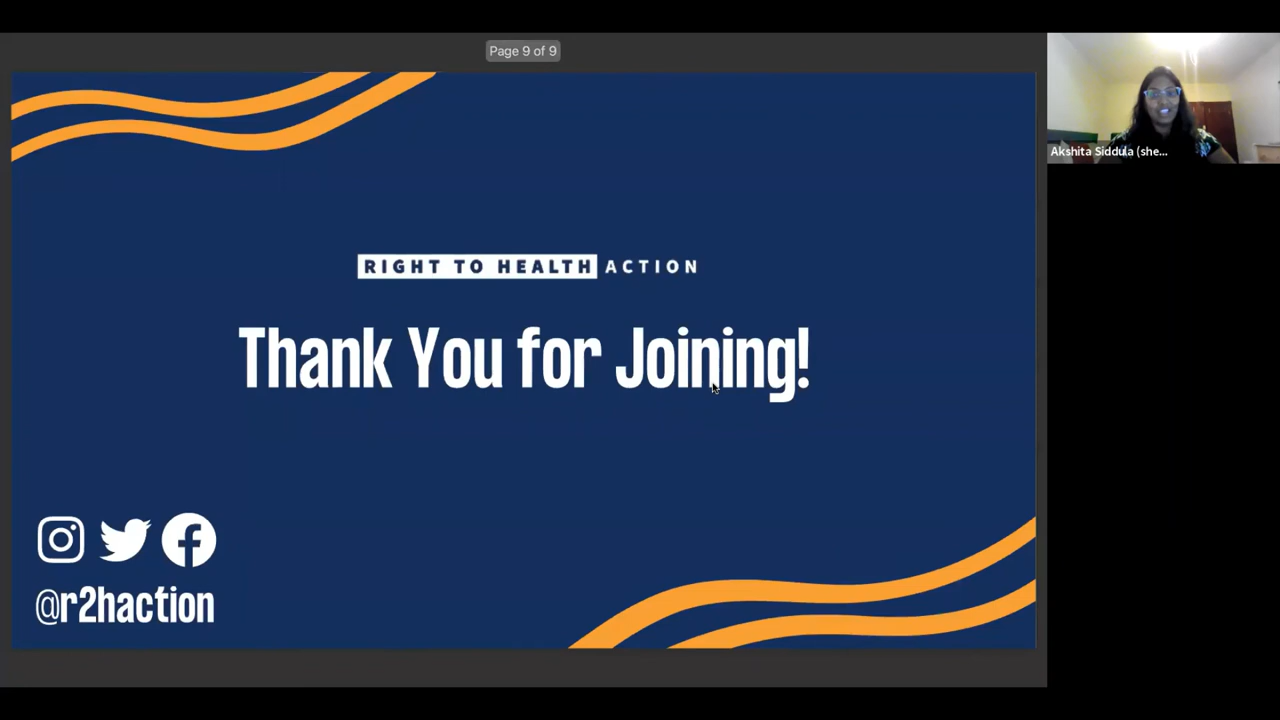 Page 9 of 9
Akshita Siddula (she...
RIGHT TO HEALTH ACTION
Thank You for Joining!
@r2haction